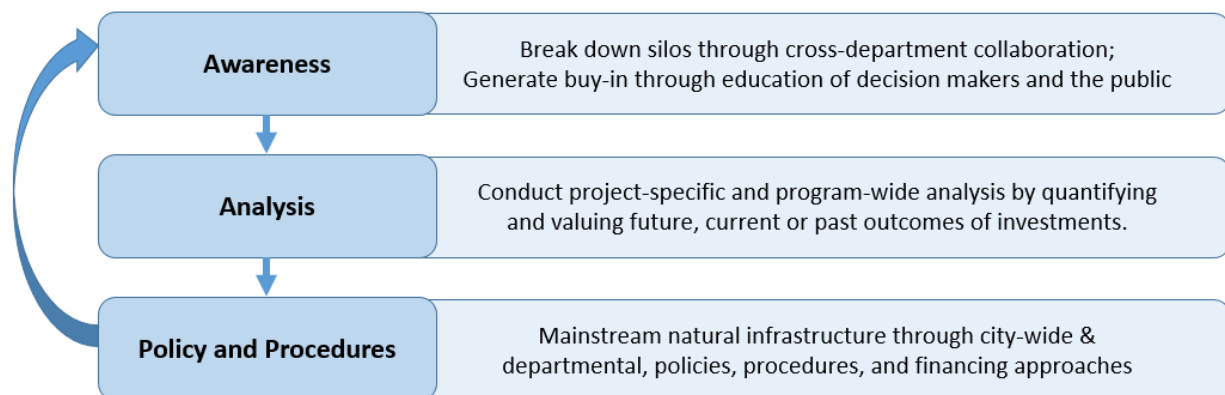 Awareness
Break down silos through cross-department collaboration;
Generate buy-in through education of decision makers and the public
Analysis
Conduct project-specific and program-wide analysis by quantifying
and valuing future, current or past outcomes of investments.
Policy and Procedures
Mainstream natural infrastructure through city-wide &
departmental, policies, procedures, and financing approaches